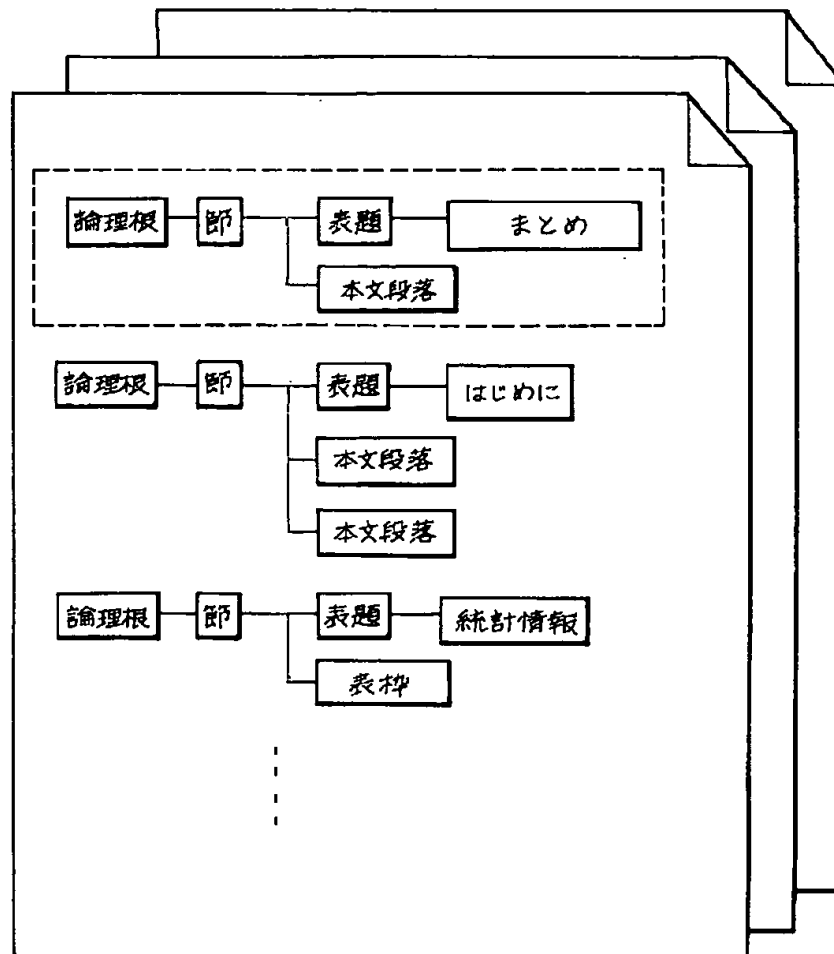 論理根 節 表題 まとめ
本文段落
論理根 節 表題 はじめに
本文段落
本文段落
論理根 節 表題 統計情報
表枠